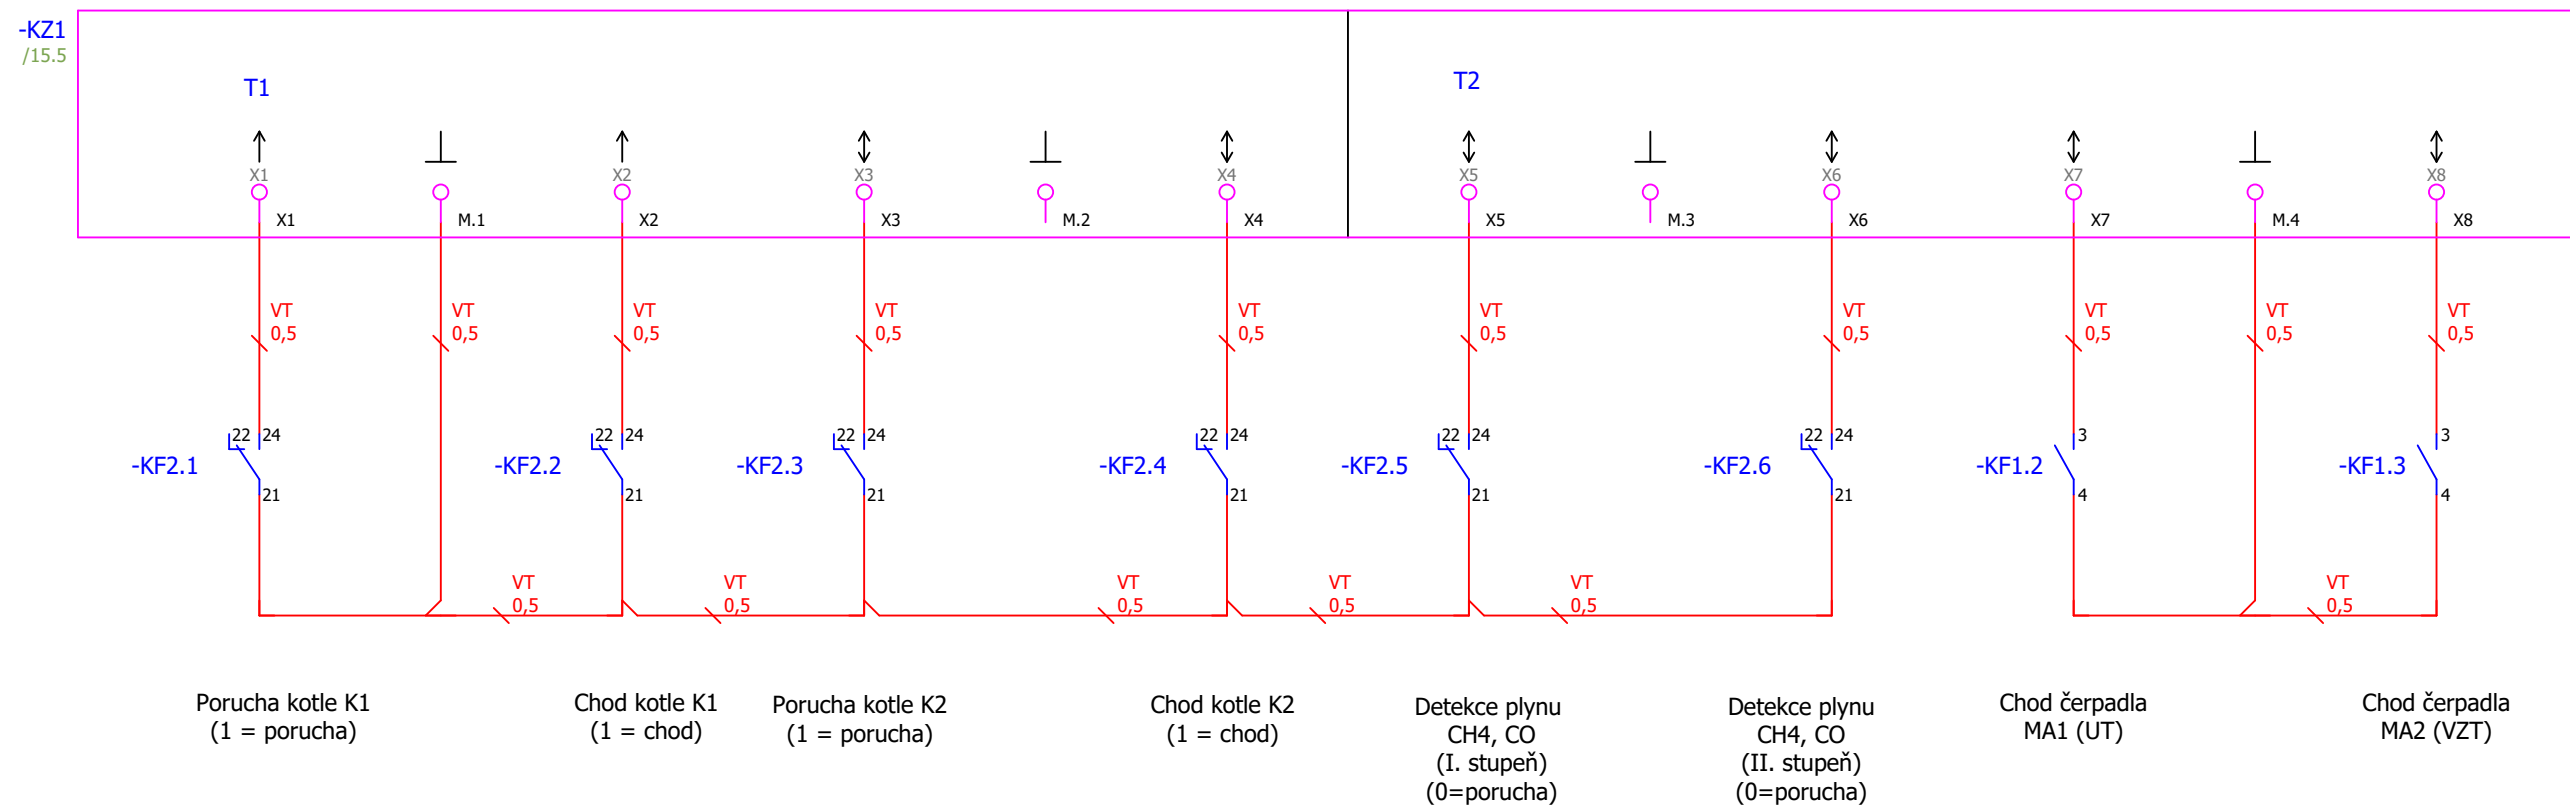 -KZ1
/15.5
T1
T2
X1
X2
X3
X4
X5
X6
X7
X8
X1
M.1
X2
X3
M.2
X4
X5
M.3
X6
X7
M.4
X8
VT
0,5
VT
0,5
VT
0,5
VT
0,5
VT
0,5
VT
0,5
VT
0,5
VT
0,5
VT
0,5
VT
0,5
-KF2.1
22 24
21
-KF2.2
22 24
21
-KF2.3
22 24
21
-KF2.4
22 24
21
-KF2.5
22 24
21
-KF2.6
22 24
21
-KF1.2
3
4
-KF1.3
3
4
VT
0,5
VT
0,5
VT
0,5
VT
0,5
VT
0,5
VT
0,5
Porucha kotle K1
(1 = porucha)
Chod kotle K1
(1 = chod)
Porucha kotle K2
(1 = porucha)
Chod kotle K2
(1 = chod)
Detekce plynu
CH4, CO
(I. stupeň)
(0=porucha)
Detekce plynu
CH4, CO
(II. stupeň)
(0=porucha)
Chod čerpadla
MA1 (UT)
Chod čerpadla
MA2 (VZT)